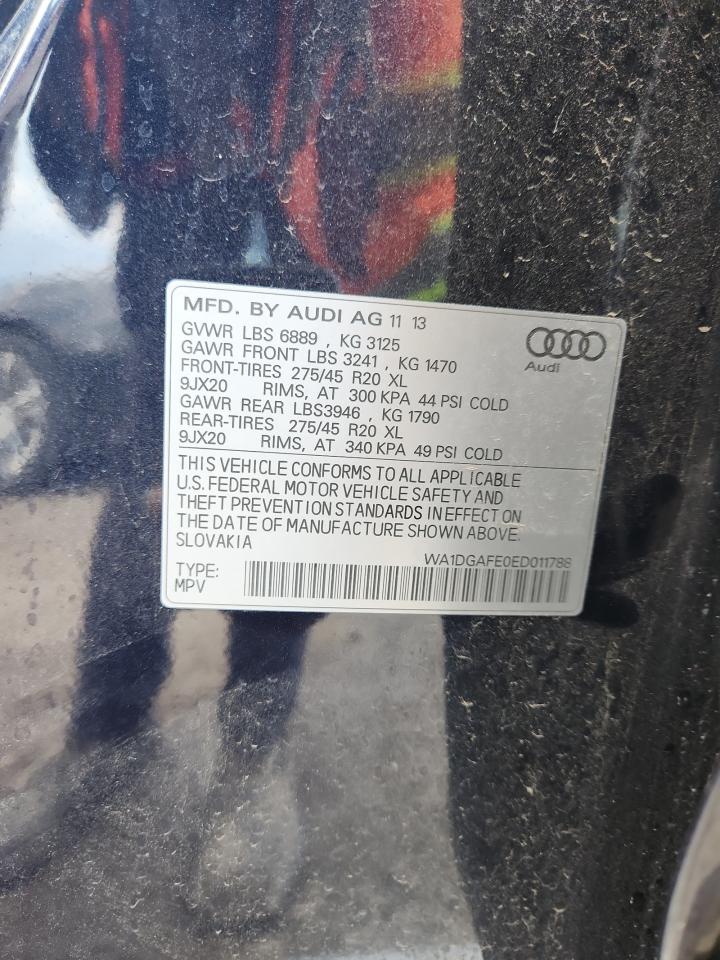 MFD. BY AUDI AG 11 13
GVWR LBS 6889 , KG 3125
GAWR FRONT LBS 3241 , KG 1470
FRONT-TIRES 275/45 R20 XL
9JX20 RIMS, AT 300 KPA 44 PSI COLD
GAWR REAR LBS3946 , KG 1790
REAR-TIRES 275/45 R20 XL
9JX20 RIMS, AT 340 KPA 49 PSI COLD
Audi
THIS VEHICLE CONFORMS TO ALL APPLICABLE
U.S. FEDERAL MOTOR VEHICLE SAFETY AND
THEFT PREVENTION STANDARDS IN EFFECT ON
THE DATE OF MANUFACTURE SHOWN ABOVE.
SLOVAKIA
WA1DGAFE0ED011788
TYPE:
MPV